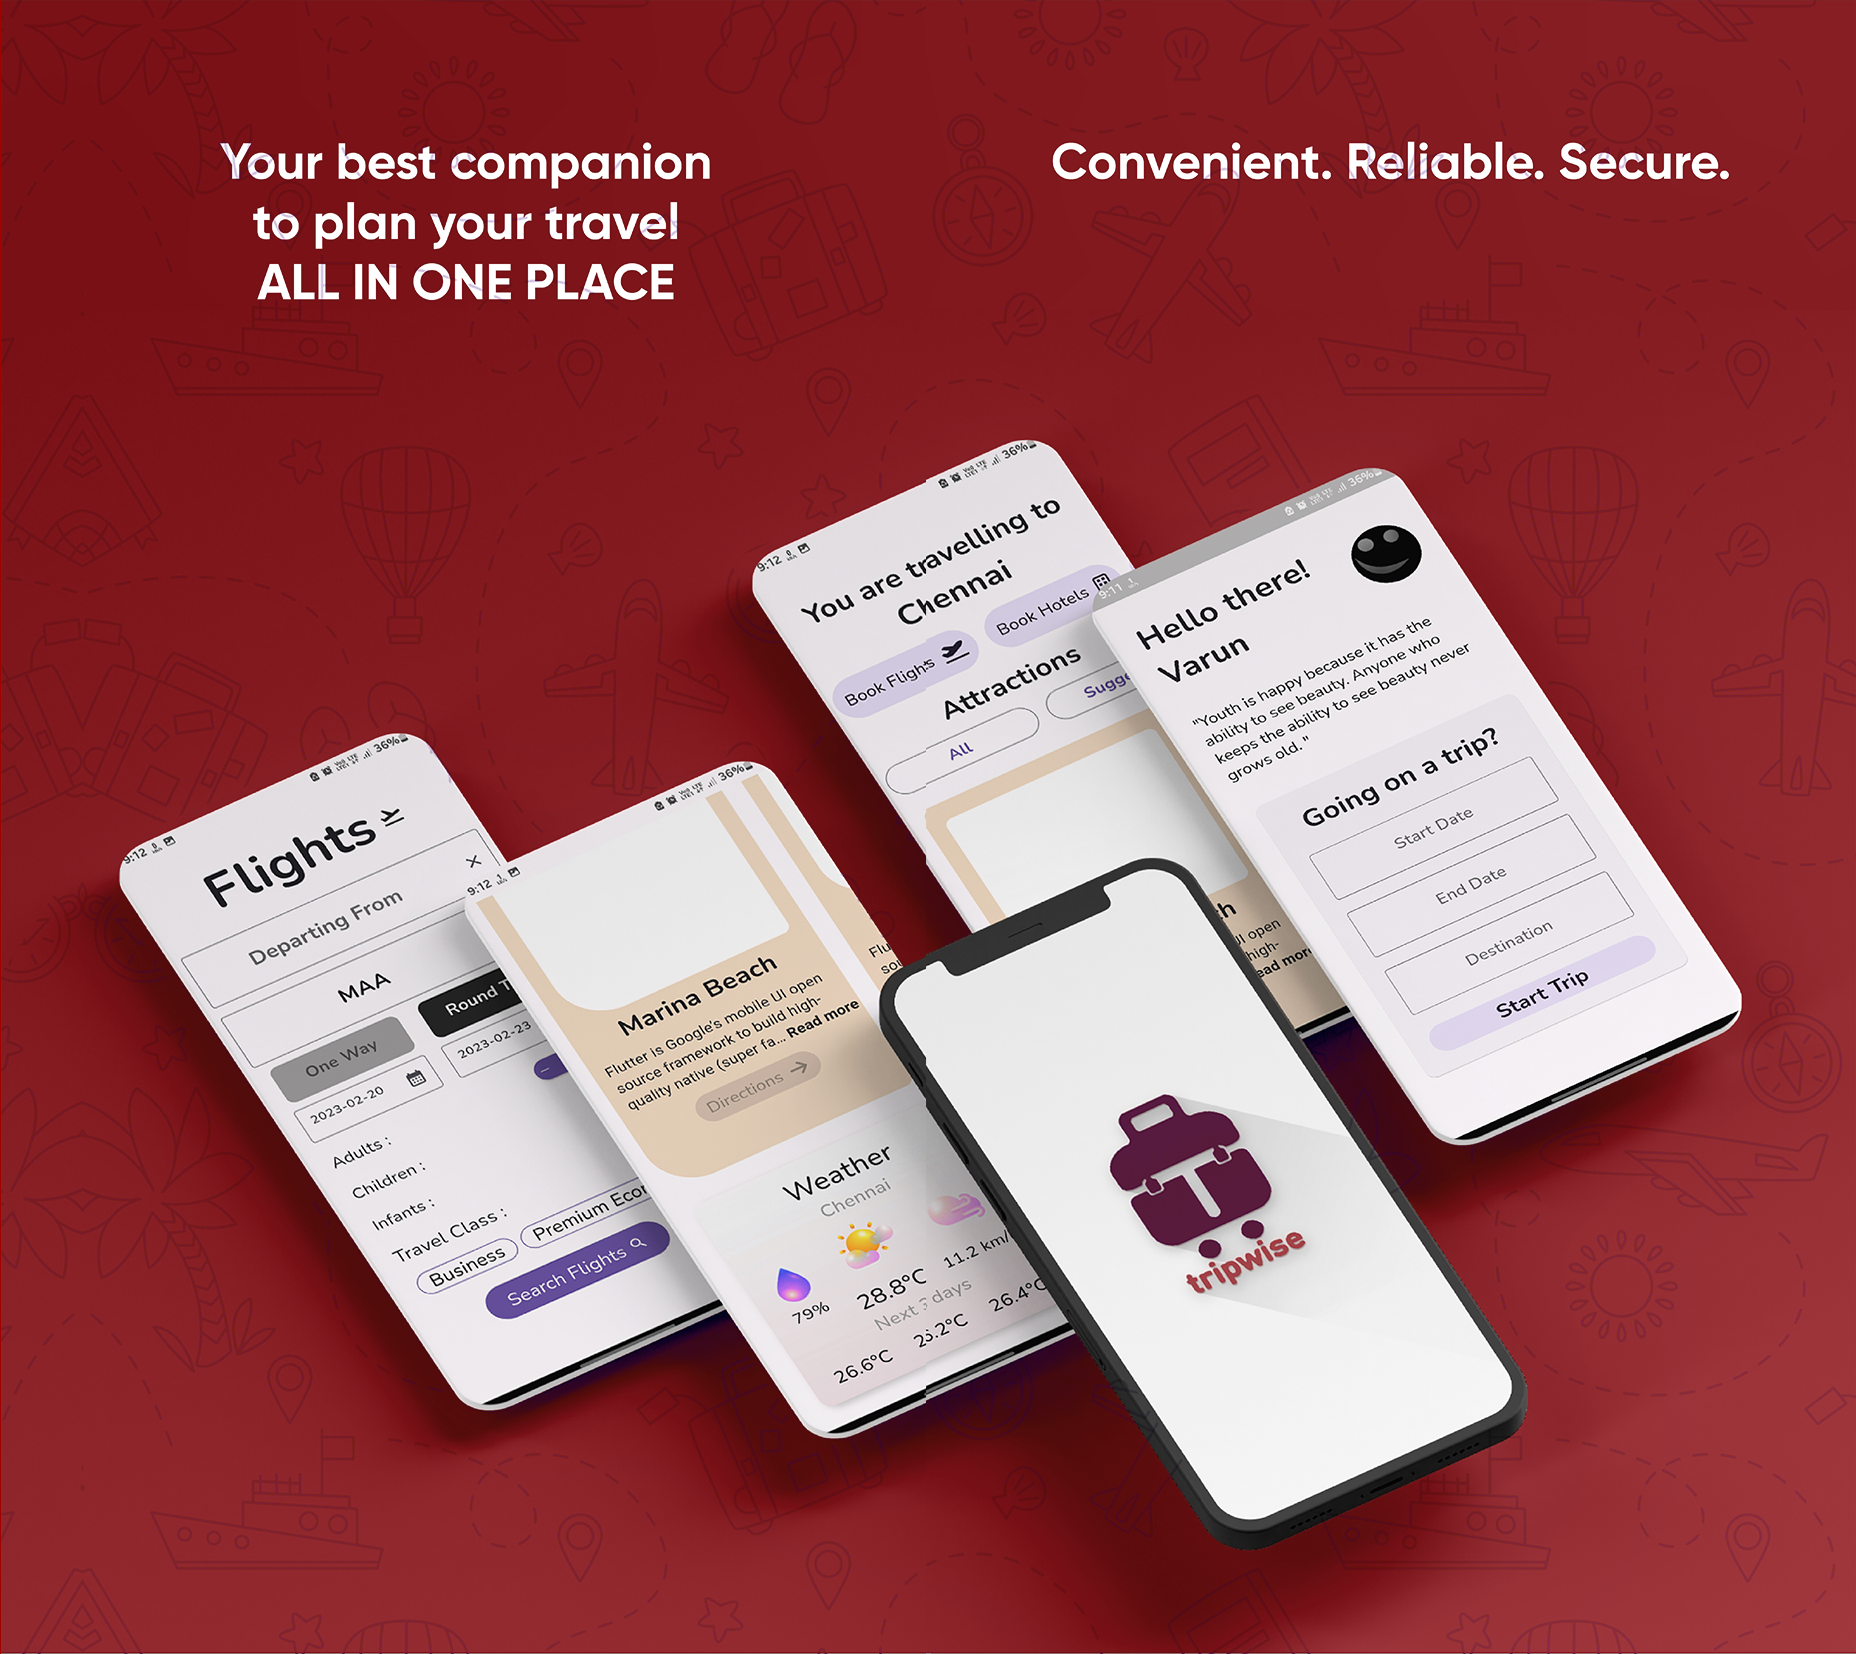 Your best companion
to plan your travel
ALL IN ONE PLACE
Convenient. Reliable. Secure.
9:12
36%
Flights
Departing From
MAA
One Way
Round T
2023-02-20
2023-02-23
Adults :
Children :
Infants :
Travel Class :
Business
Premium Econ
Search Flights
9:12
36%
Marina Beach
Flutter is Google's mobile UI open
source framework to build high-
quality native (super fa... Read more
Directions
Weather
Chennai
79%
28.8°C
11.2 km/
Next 3 days
26.6°C
26.4°C
9:12
36%
You are travelling to
Chennai
Book Flights
Book Hotels
Attractions
All
Sugge
UI open
high-
ead more
9:11
36%
Hello there!
Varun
"Youth is happy because it has the
ability to see beauty. Anyone who
keeps the ability to see beauty never
grows old."
Going on a trip?
Start Date
End Date
Destination
Start Trip
tripwise